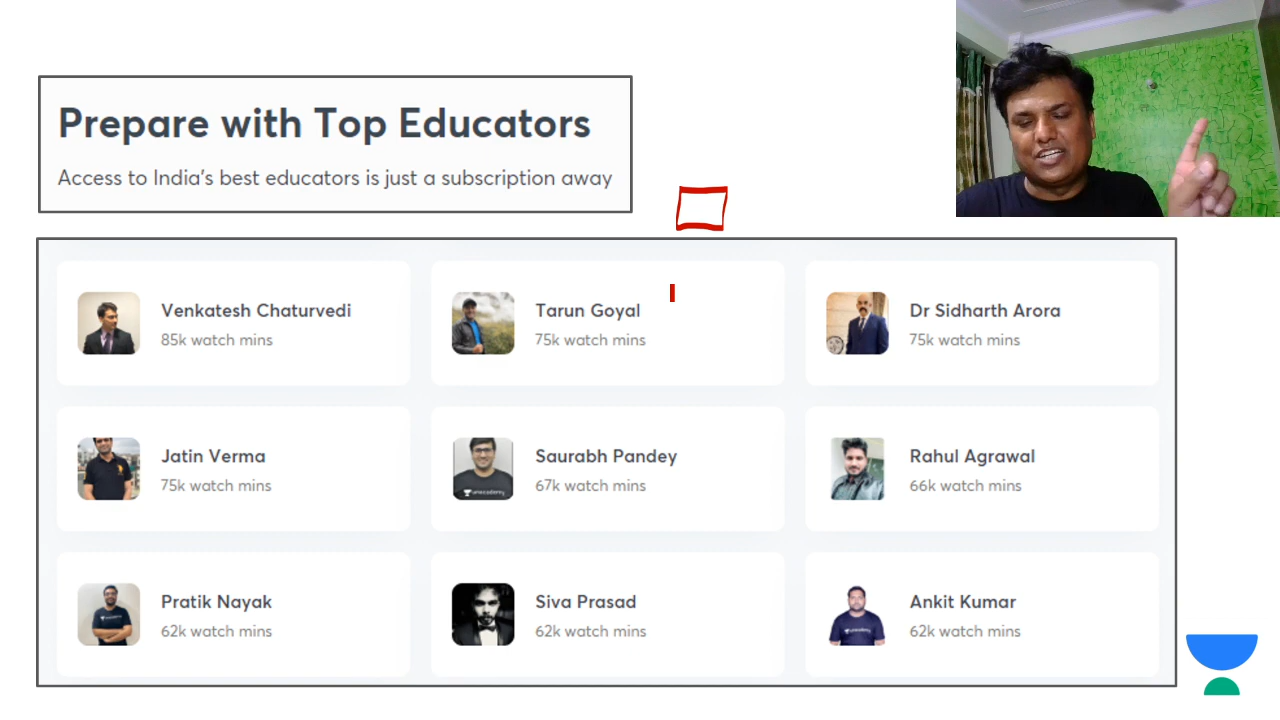 Prepare with Top Educators
Access to India's best educators is just a subscription away
Venkatesh Chaturvedi
85k watch mins
Tarun Goyal
75k watch mins
Dr Sidharth Arora
75k watch mins
Jatin Verma
75k watch mins
Saurabh Pandey
67k watch mins
Rahul Agrawal
66k watch mins
Pratik Nayak
62k watch mins
Siva Prasad
62k watch mins
Ankit Kumar
62k watch mins